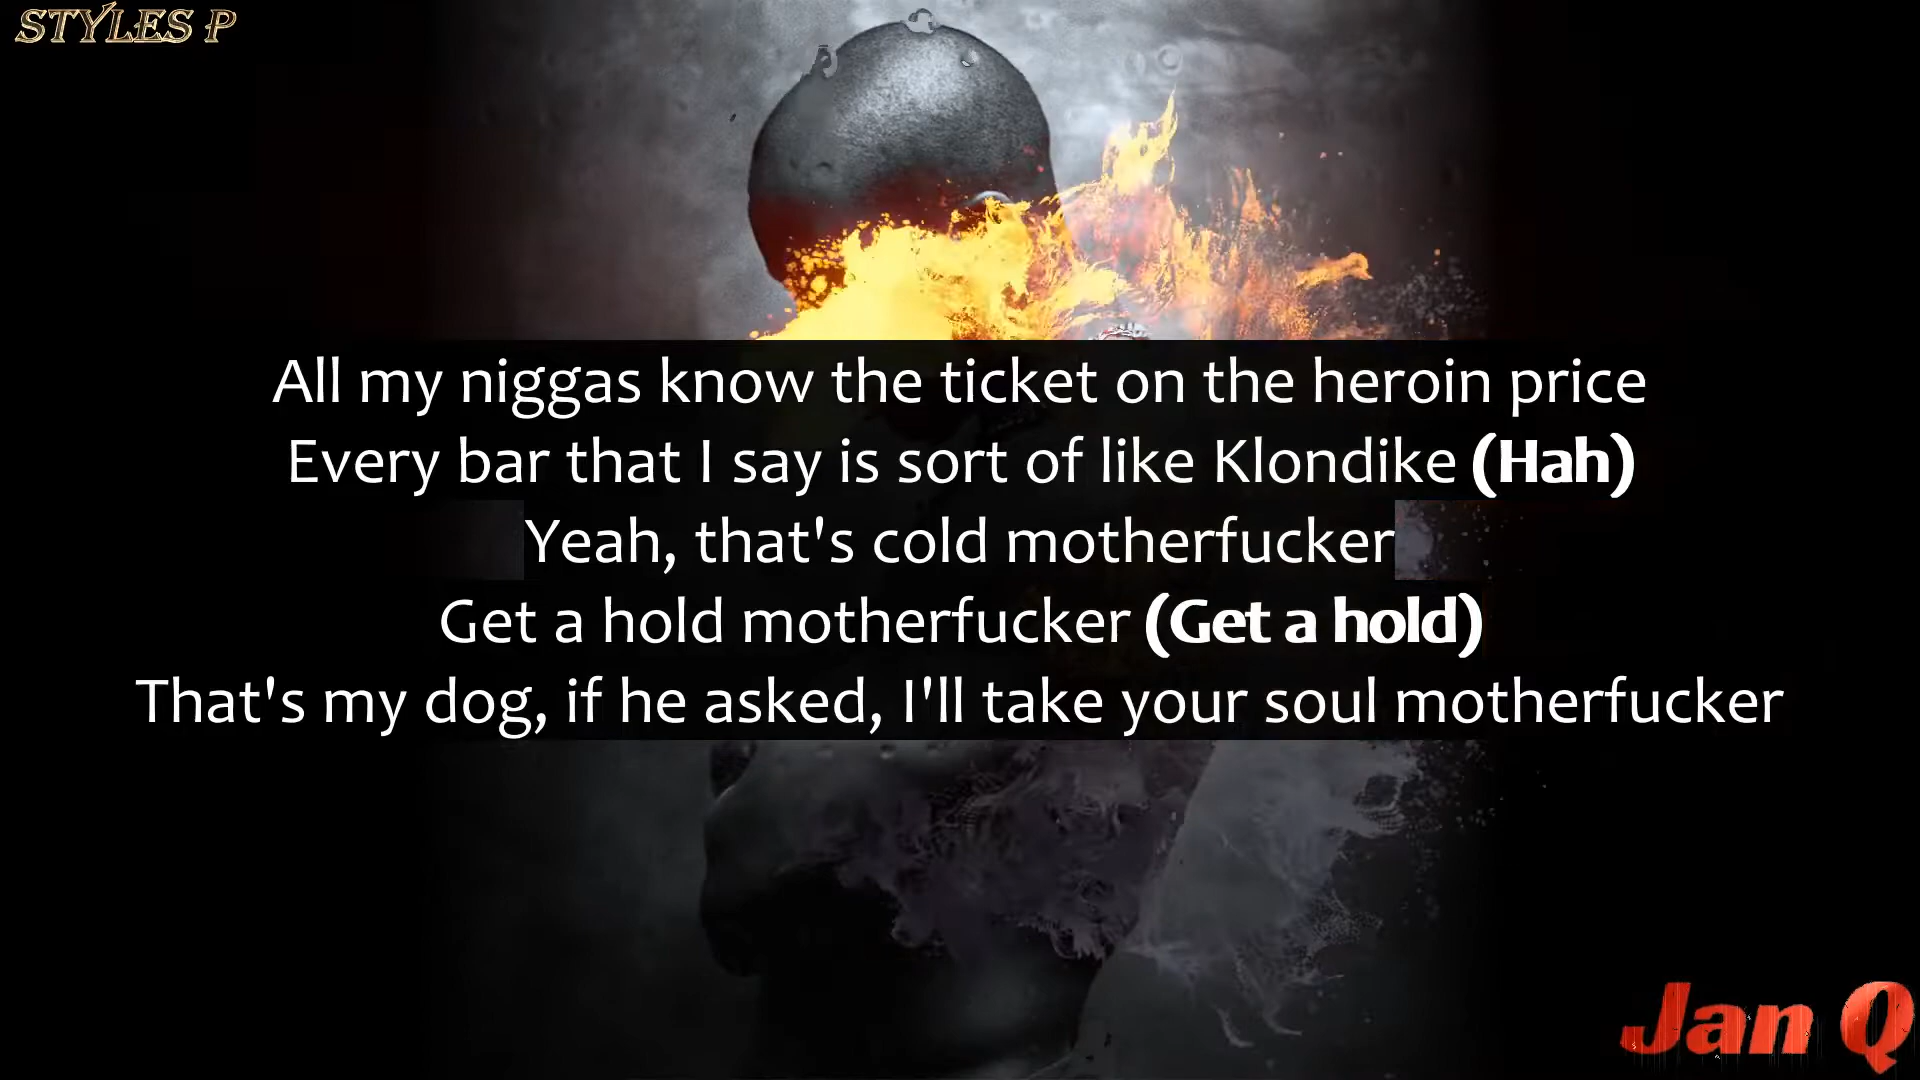 STYLES P
All my niggas know the ticket on the heroin price
Every bar that I say is sort of like Klondike (Hah)
Yeah, that's cold motherfucker
Get a hold motherfucker (Get a hold)
That's my dog, if he asked, I'll take your soul motherfucker
Jan Q